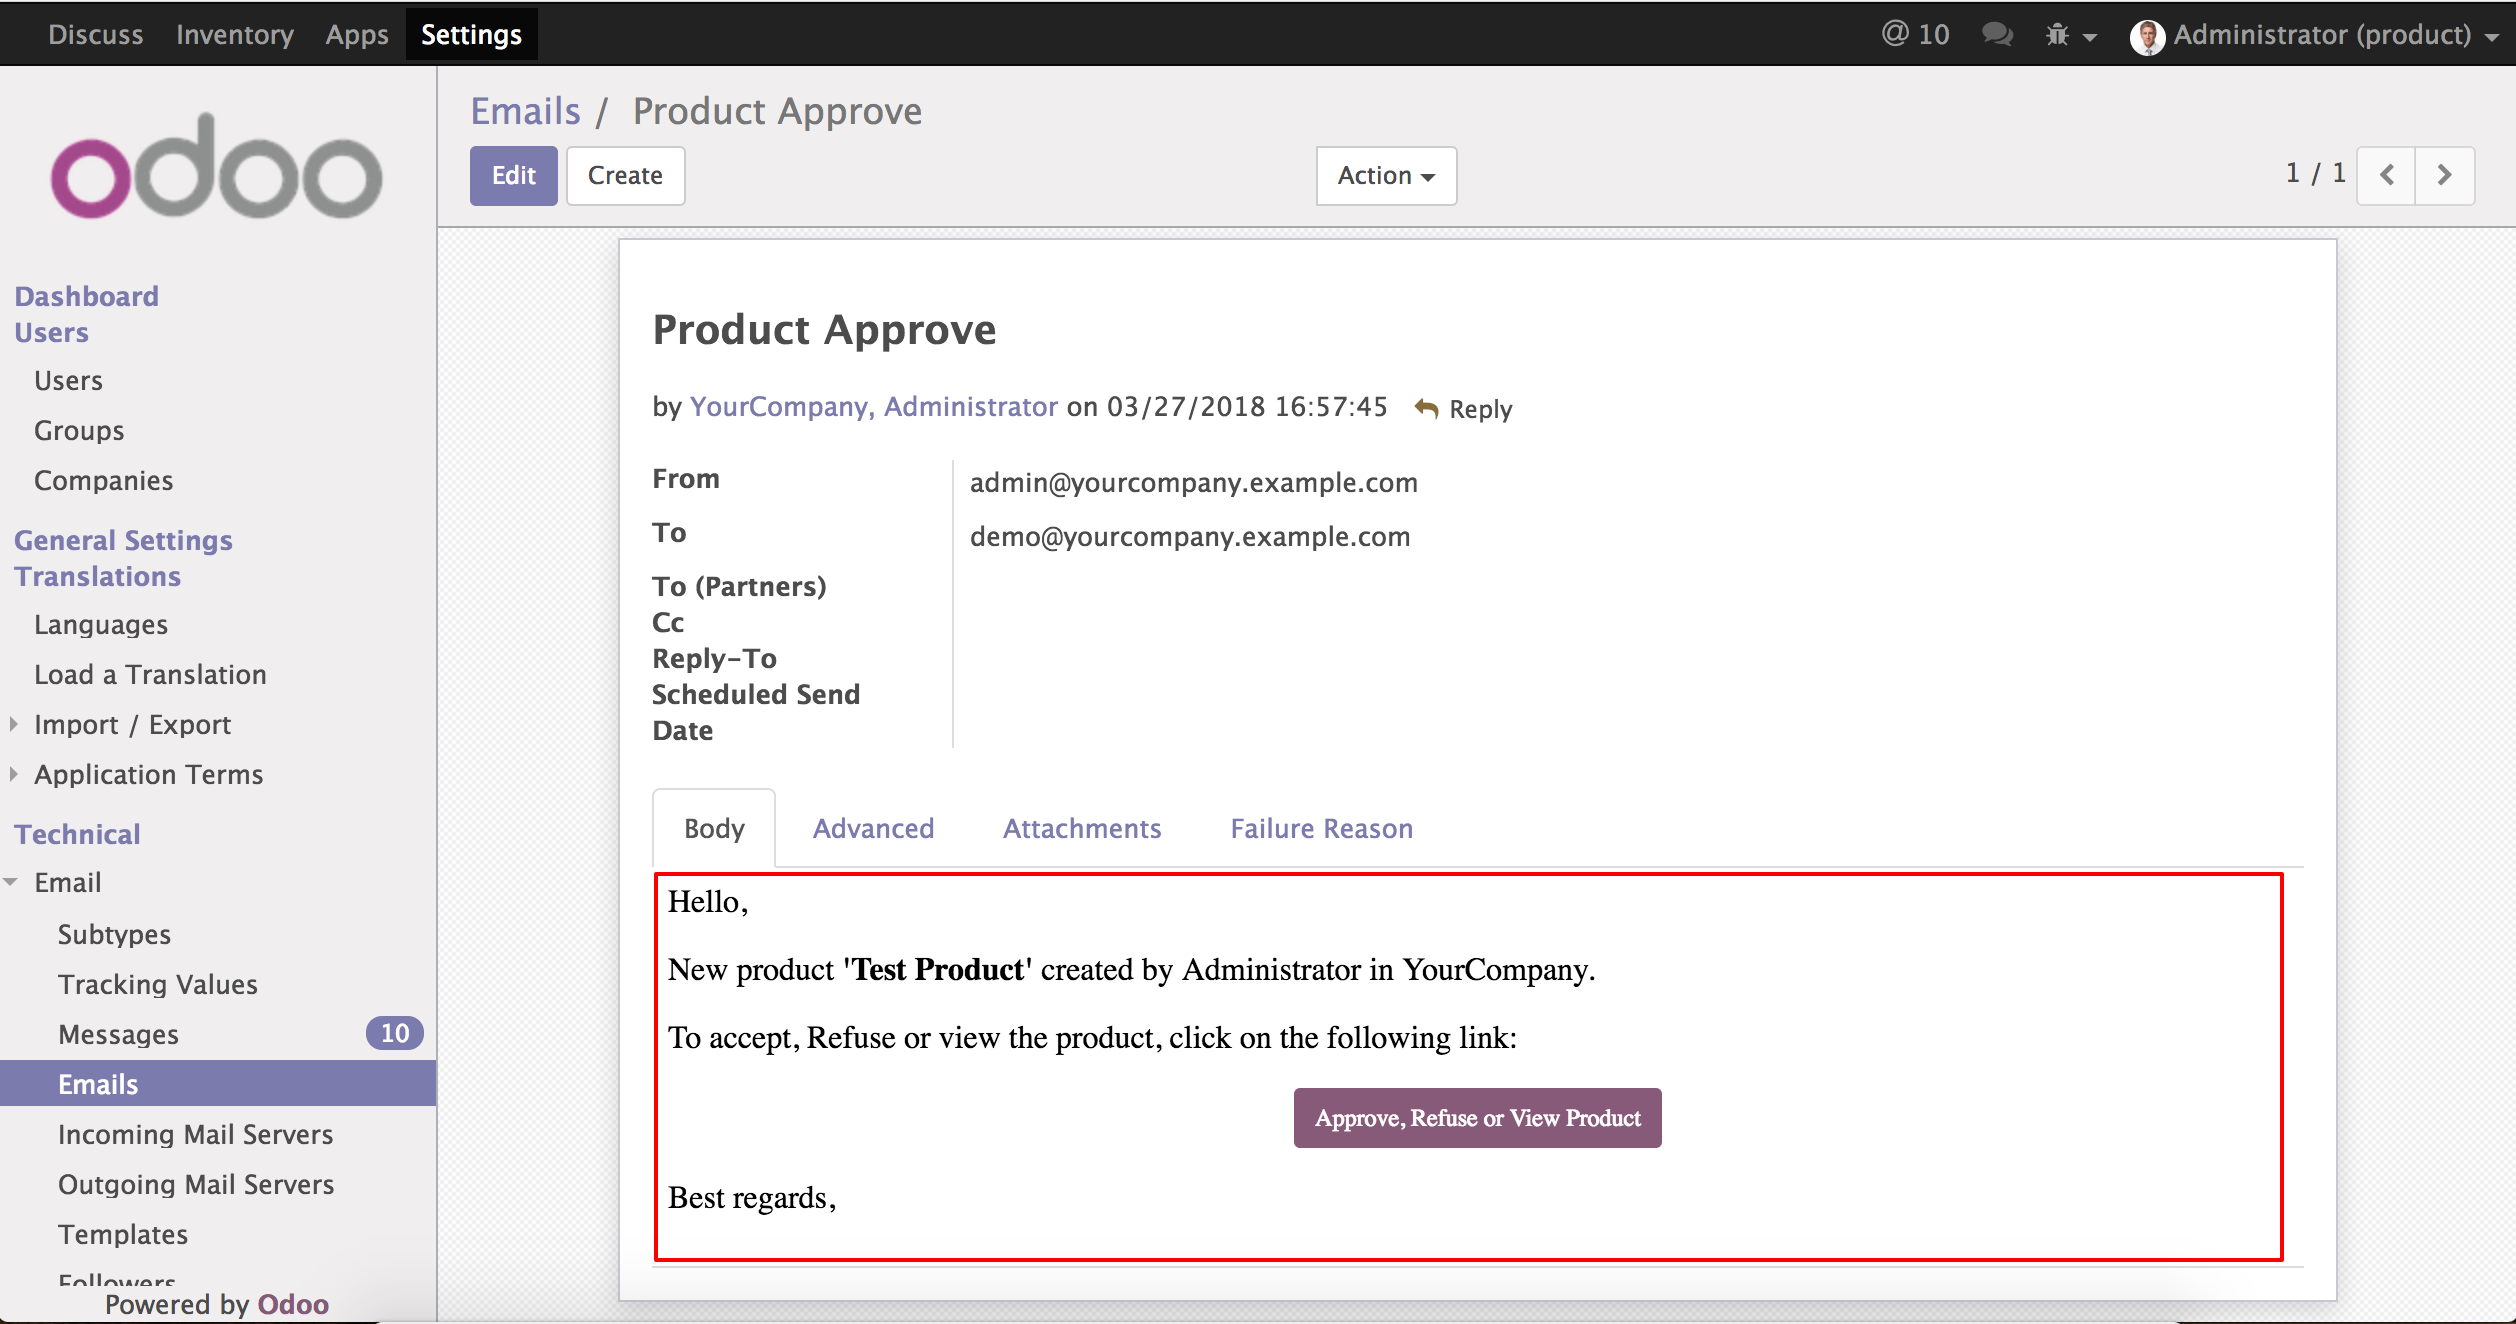 Discuss Inventory Apps Settings @ 10 Administrator (product)
odoo
Dashboard
Users
Users
Groups
Companies
General Settings
Translations
Languages
Load a Translation
Import / Export
Application Terms
Technical
Email
Subtypes
Tracking Values
Messages 10
Emails
Incoming Mail Servers
Outgoing Mail Servers
Templates
Followers
Powered by Odoo
Emails / Product Approve
Edit Create Action 1 / 1
Product Approve
by YourCompany, Administrator on 03/27/2018 16:57:45 Reply
From admin@yourcompany.example.com
To demo@yourcompany.example.com
To (Partners)
Cc
Reply-To
Scheduled Send
Date
Body Advanced Attachments Failure Reason
Hello,
New product 'Test Product' created by Administrator in YourCompany.
To accept, Refuse or view the product, click on the following link:
Approve, Refuse or View Product
Best regards,